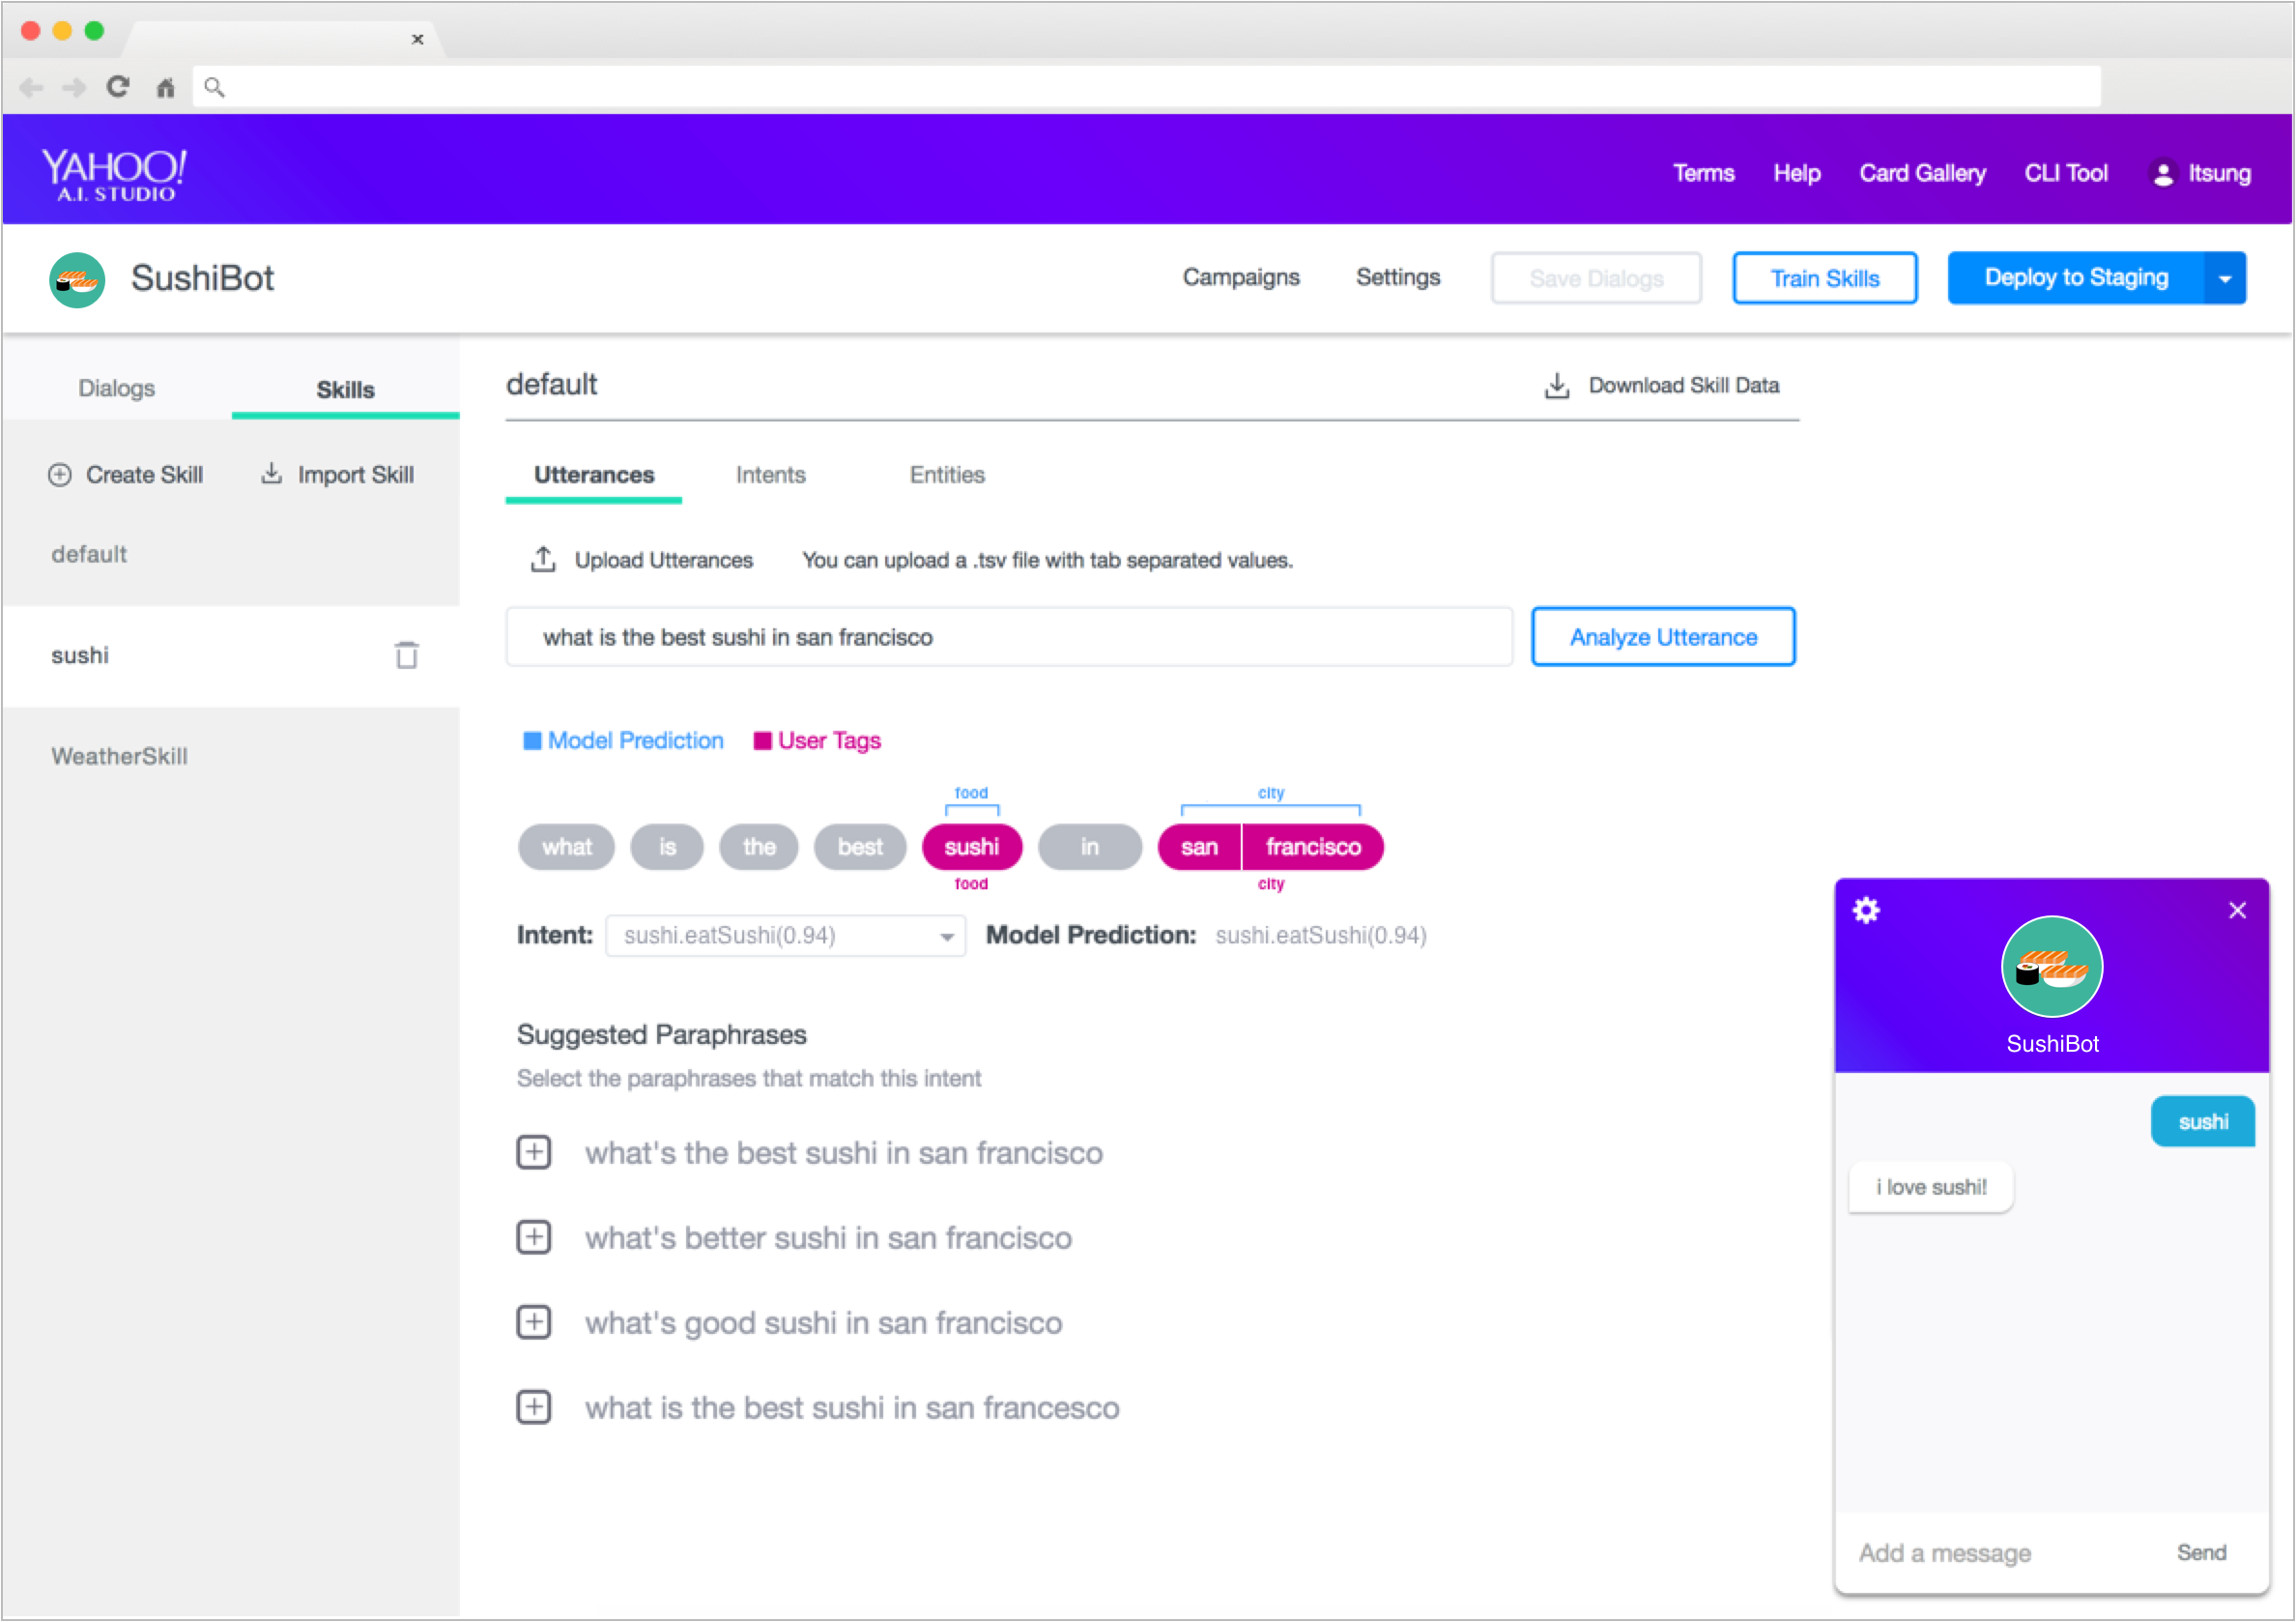 YAHOO!
A.I. STUDIO
Terms Help Card Gallery CLI Tool ltsung
SushiBot
Campaigns Settings Save Dialogs Train Skills Deploy to Staging
Dialogs Skills
Create Skill Import Skill
default
sushi
WeatherSkill
default Download Skill Data
Utterances Intents Entities
Upload Utterances You can upload a .tsv file with tab separated values.
what is the best sushi in san francisco Analyze Utterance
Model Prediction User Tags
food city
what is the best sushi in san francisco
food city
Intent: sushi.eatSushi(0.94) Model Prediction: sushi.eatSushi(0.94)
Suggested Paraphrases
Select the paraphrases that match this intent
what's the best sushi in san francisco
what's better sushi in san francisco
what's good sushi in san francisco
what is the best sushi in san francesco
SushiBot
sushi
i love sushi!
Add a message Send